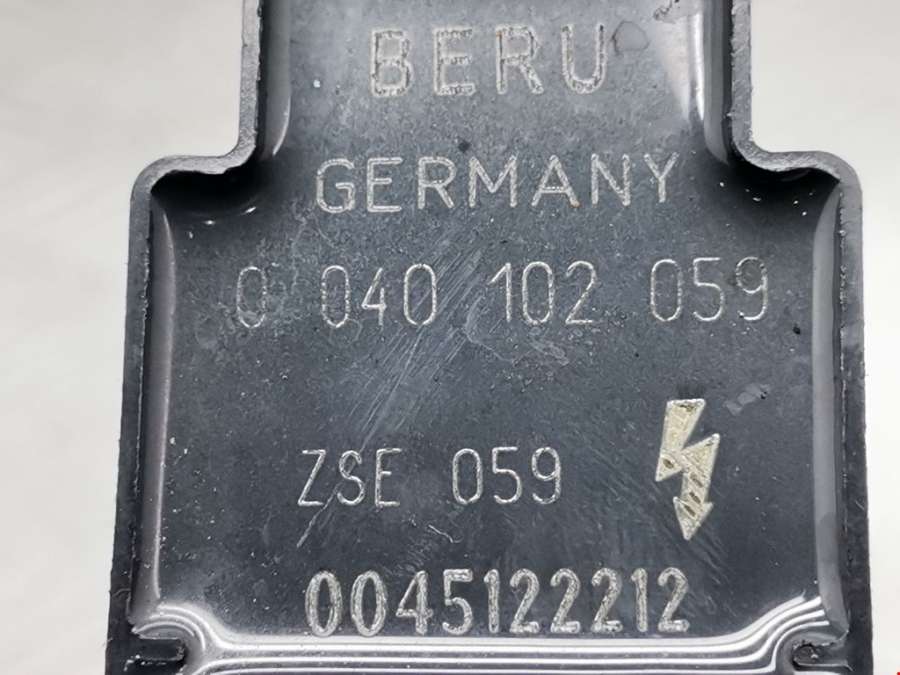 BERU
GERMANY
0 040 102 059
ZSE 059
0045122212